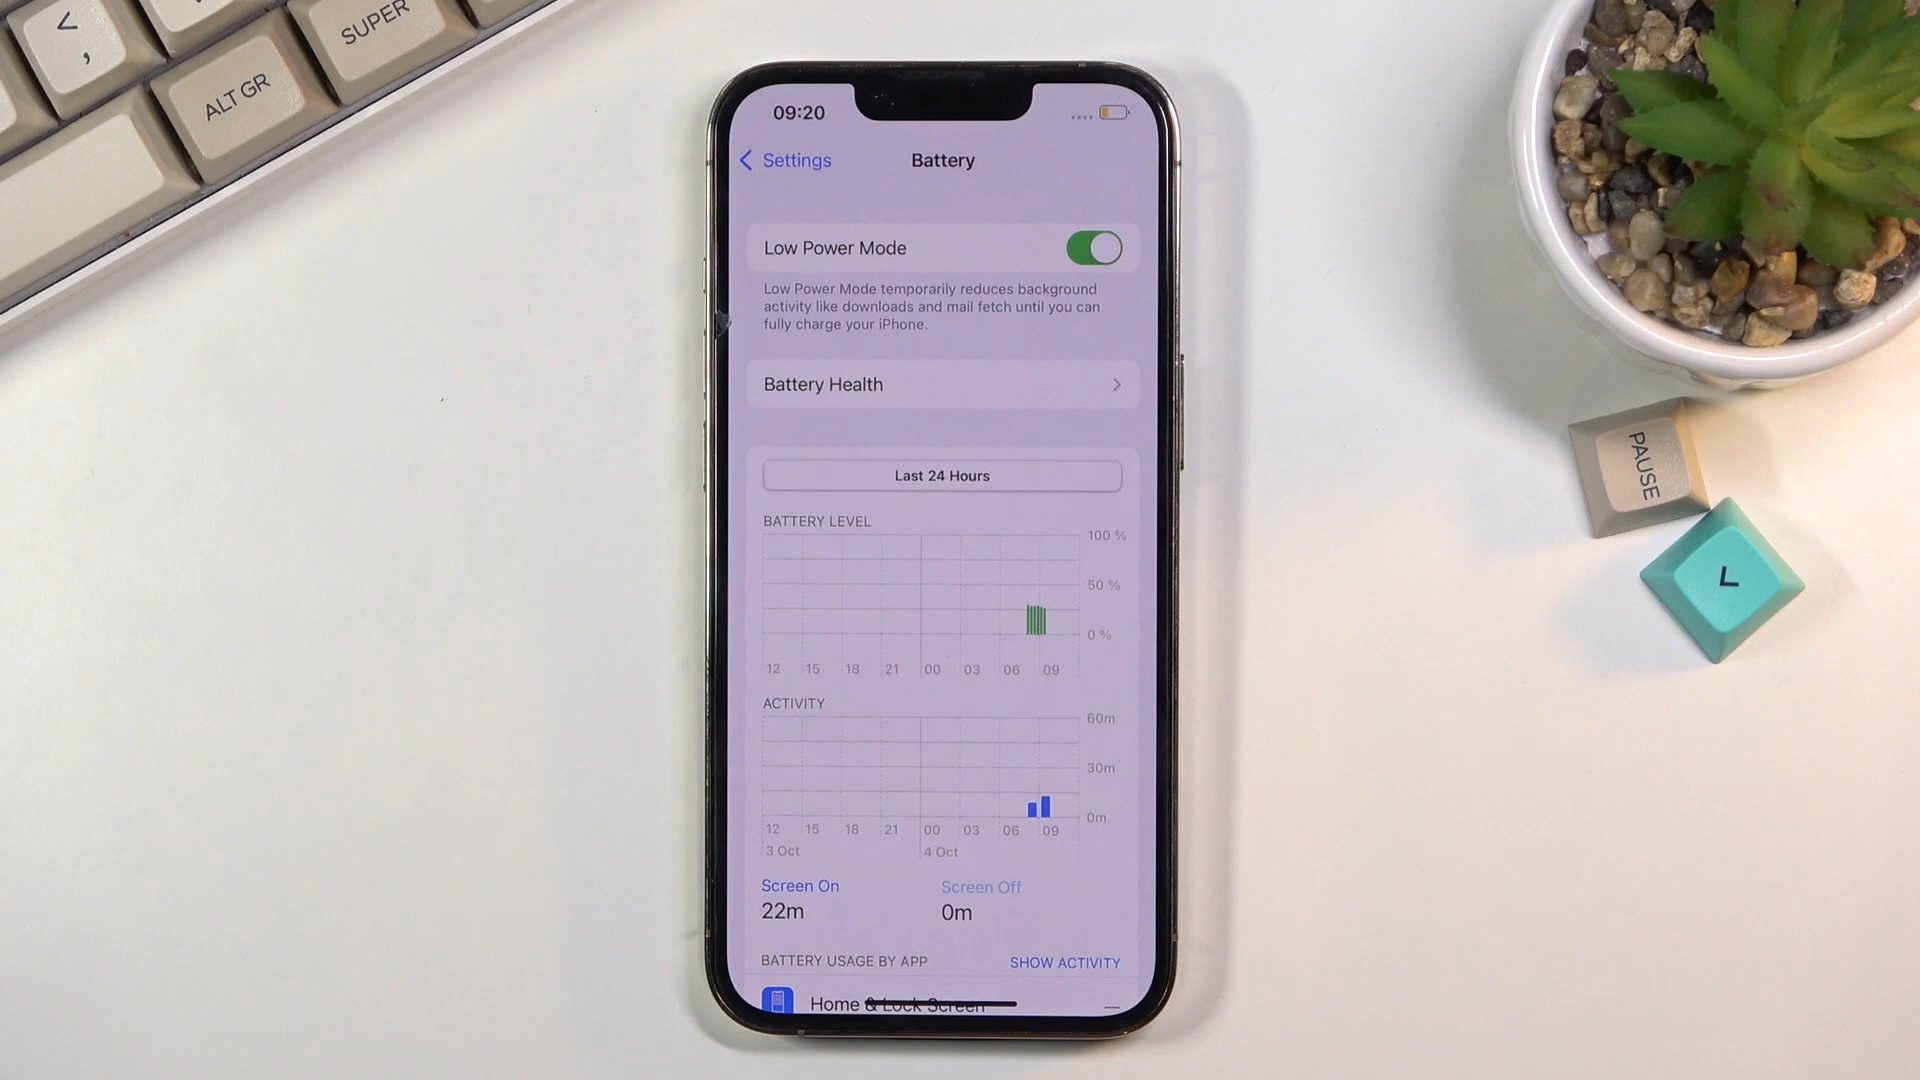 <
,
ALT GR
SUPER
09:20
Settings
Battery
Low Power Mode
Low Power Mode temporarily reduces background
activity like downloads and mail fetch until you can
fully charge your iPhone.
Battery Health
Last 24 Hours
BATTERY LEVEL
100 %
50 %
0 %
12 15 18 21 00 03 06 09
ACTIVITY
60m
30m
0m
12 15 18 21 00 03 06 09
3 Oct 4 Oct
Screen On Screen Off
22m 0m
BATTERY USAGE BY APP SHOW ACTIVITY
Home & Lock Screen
PAUSE